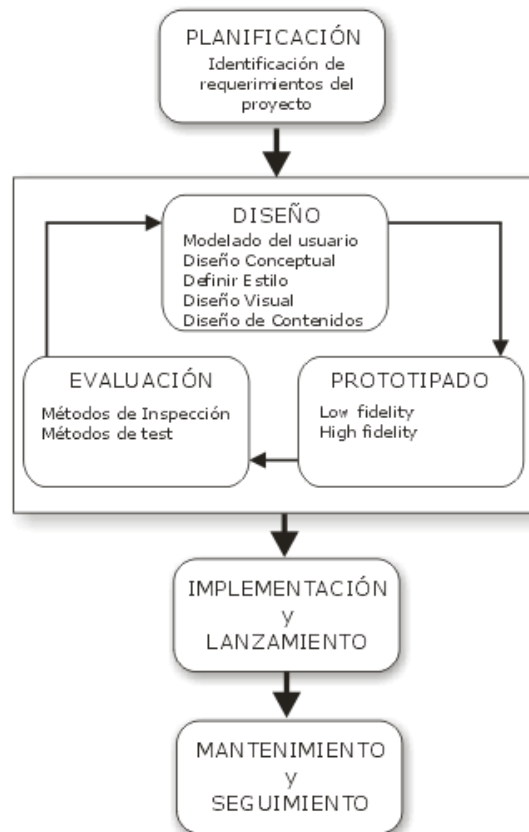 PLANIFICACIÓN
Identificación de
requerimientos del
proyecto
DISEÑO
Modelado del usuario
Diseño Conceptual
Definir Estilo
Diseño Visual
Diseño de Contenidos
EVALUACIÓN
Métodos de Inspección
Métodos de test
PROTOTIPADO
Low fidelity
High fidelity
IMPLEMENTACIÓN
y
LANZAMIENTO
MANTENIMIENTO
y
SEGUIMIENTO